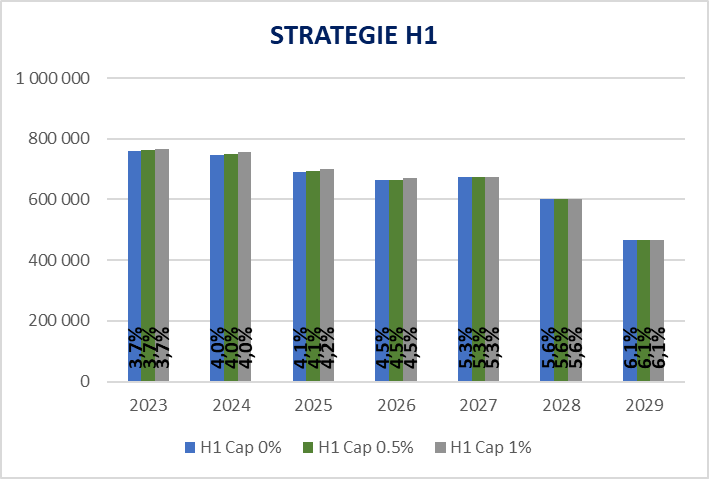 STRATEGIE H1
1 000 000
800 000
600 000
400 000
200 000
0
3,7% 3,7% 3,7%
4,0% 4,0% 4,0%
4,1% 4,1% 4,2%
4,5% 4,5% 4,5%
5,3% 5,3% 5,3%
5,6% 5,6% 5,6%
6,1% 6,1% 6,1%
2023 2024 2025 2026 2027 2028 2029
H1 Cap 0% H1 Cap 0.5% H1 Cap 1%